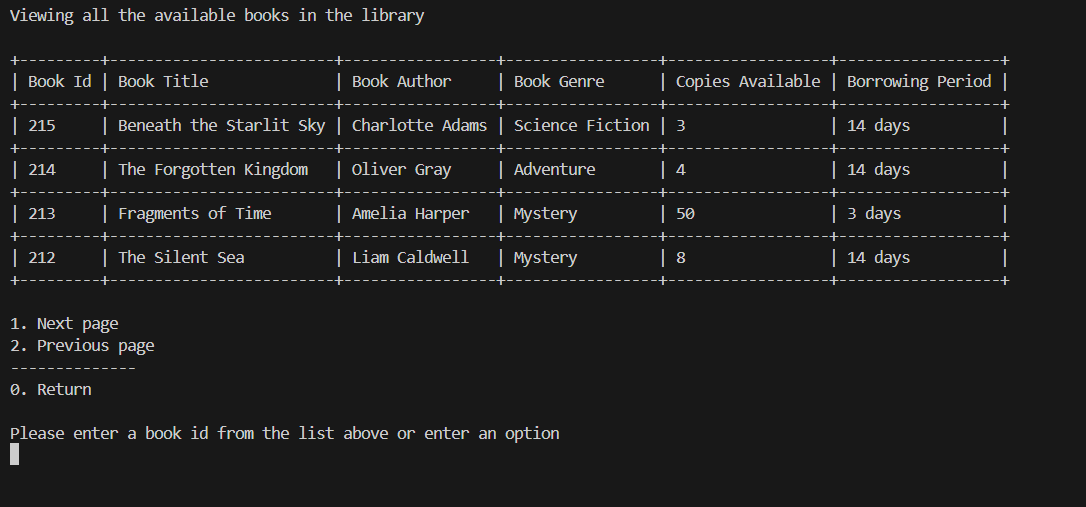 Viewing all the available books in the library
+---------+-------------------------+-----------------+----------------+------------------+------------------+
| Book Id | Book Title              | Book Author     | Book Genre     | Copies Available | Borrowing Period |
+---------+-------------------------+-----------------+----------------+------------------+------------------+
| 215     | Beneath the Starlit Sky | Charlotte Adams | Science Fiction | 3                | 14 days          |
+---------+-------------------------+-----------------+----------------+------------------+------------------+
| 214     | The Forgotten Kingdom   | Oliver Gray     | Adventure      | 4                | 14 days          |
+---------+-------------------------+-----------------+----------------+------------------+------------------+
| 213     | Fragments of Time       | Amelia Harper   | Mystery        | 50               | 3 days           |
+---------+-------------------------+-----------------+----------------+------------------+------------------+
| 212     | The Silent Sea          | Liam Caldwell   | Mystery        | 8                | 14 days          |
+---------+-------------------------+-----------------+----------------+------------------+------------------+
1. Next page
2. Previous page
--------------
0. Return
Please enter a book id from the list above or enter an option